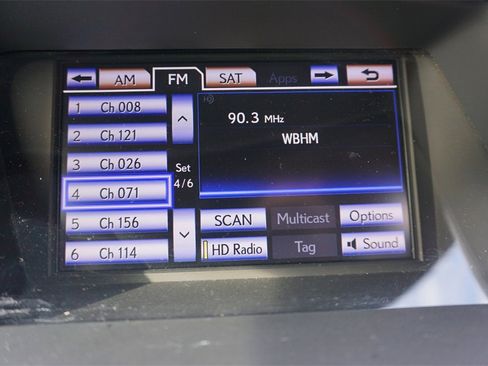 AM FM SAT Apps
1 Ch 008
2 Ch 121
3 Ch 026
4 Ch 071
5 Ch 156
6 Ch 114
Set
4/6
90.3 MHz
WBHM
SCAN Multicast Options
HD Radio Tag Sound